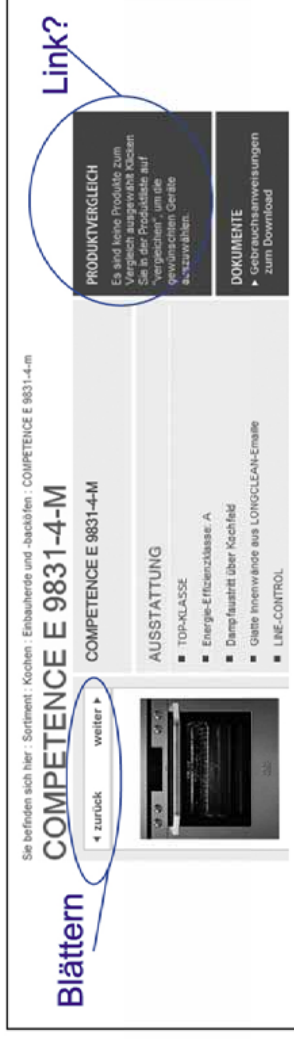 Sie befinden sich hier : Sortiment : Kochen : Einbauherde und -backöfen : COMPETENCE E 9831-4-m
COMPETENCE E 9831-4-M
Blättern
zurück
weiter
COMPETENCE E 9831-4-M
AUSSTATTUNG
TOP-KLASSE
Energie-Effizienzklasse: A
Dampfaustritt über Kochfeld
Glatte Innenwände aus LONGCLEAN-Emaille
LINE-CONTROL
Link?
PRODUKTVERGLEICH
Es sind keine Produkte zum
Vergleich ausgewählt Klicken
Sie in der Produktliste auf
"vergleichen", um die
gewünschten Geräte
auszuwählen.
DOKUMENTE
Gebrauchsanweisungen
zum Download